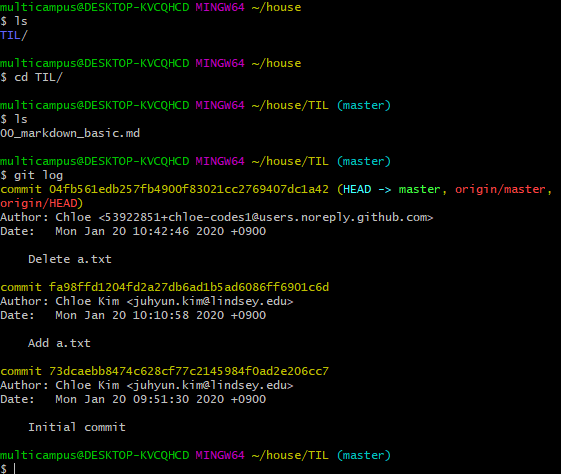 multicampus@DESKTOP-KVCQHCD MINGW64 ~/house
$ ls
TIL/
multicampus@DESKTOP-KVCQHCD MINGW64 ~/house
$ cd TIL/
multicampus@DESKTOP-KVCQHCD MINGW64 ~/house/TIL (master)
$ ls
00_markdown_basic.md
multicampus@DESKTOP-KVCQHCD MINGW64 ~/house/TIL (master)
$ git log
commit 04fb561edb257fb4900f83021cc2769407dc1a42 (HEAD -> master, origin/master,
origin/HEAD)
Author: Chloe <53922851+chloe-codes1@users.noreply.github.com>
Date:   Mon Jan 20 10:42:46 2020 +0900
    Delete a.txt
commit fa98ffd1204fd2a27db6ad1b5ad6086ff6901c6d
Author: Chloe Kim <juhyun.kim@lindsey.edu>
Date:   Mon Jan 20 10:10:58 2020 +0900
    Add a.txt
commit 73dcaebb8474c628cf77c2145984f0ad2e206cc7
Author: Chloe Kim <juhyun.kim@lindsey.edu>
Date:   Mon Jan 20 09:51:30 2020 +0900
    Initial commit
multicampus@DESKTOP-KVCQHCD MINGW64 ~/house/TIL (master)
$